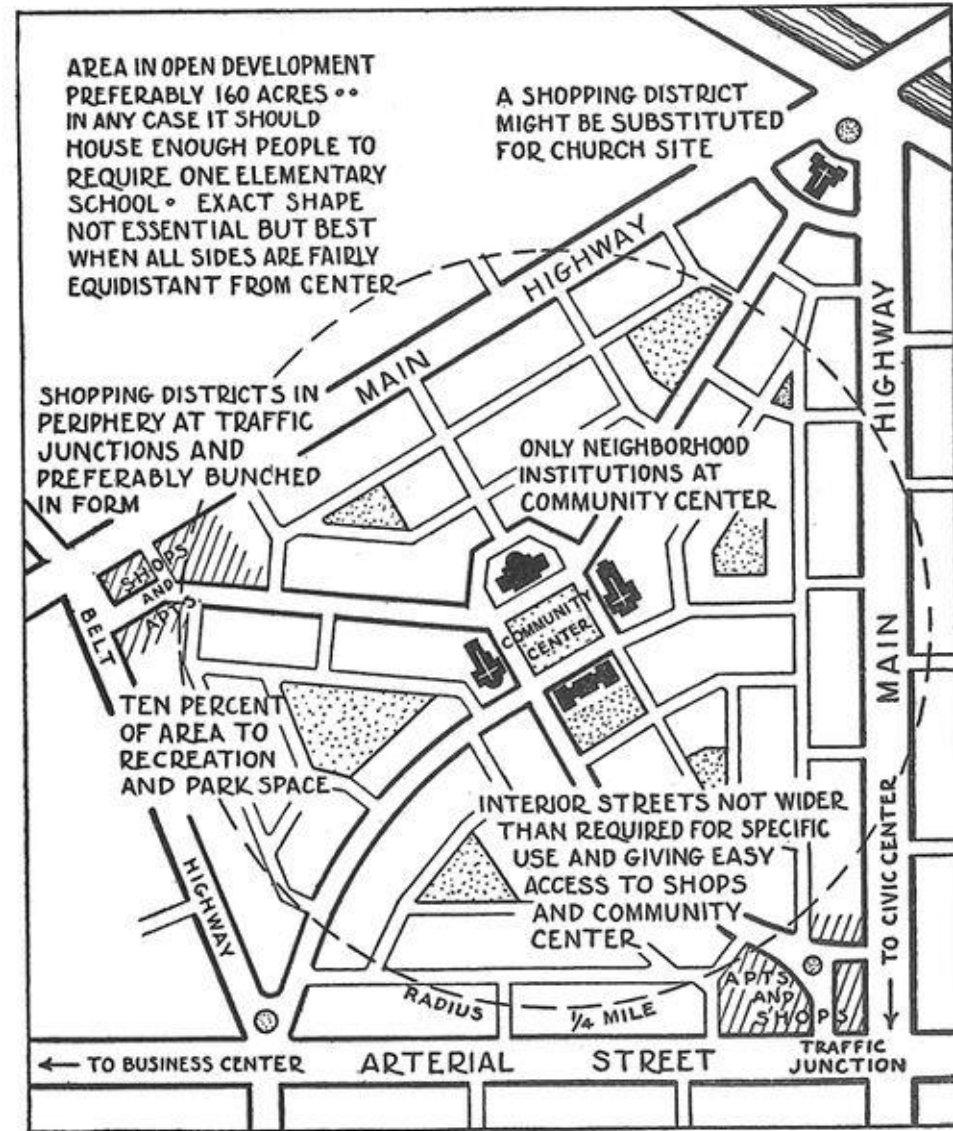 AREA IN OPEN DEVELOPMENT
PREFERABLY 160 ACRES ••
IN ANY CASE IT SHOULD
HOUSE ENOUGH PEOPLE TO
REQUIRE ONE ELEMENTARY
SCHOOL • EXACT SHAPE
NOT ESSENTIAL BUT BEST
WHEN ALL SIDES ARE FAIRLY
EQUIDISTANT FROM CENTER
A SHOPPING DISTRICT
MIGHT BE SUBSTITUTED
FOR CHURCH SITE
MAIN HIGHWAY
SHOPPING DISTRICTS IN
PERIPHERY AT TRAFFIC
JUNCTIONS AND
PREFERABLY BUNCHED
IN FORM
ONLY NEIGHBORHOOD
INSTITUTIONS AT
COMMUNITY CENTER
MAIN HIGHWAY
SHOPS
AND
APTS.
BELT HIGHWAY
COMMUNITY
CENTER
TEN PERCENT
OF AREA TO
RECREATION
AND PARK SPACE
INTERIOR STREETS NOT WIDER
THAN REQUIRED FOR SPECIFIC
USE AND GIVING EASY
ACCESS TO SHOPS
AND COMMUNITY
CENTER
← TO CIVIC CENTER
RADIUS 1/4 MILE
APTS
AND
SHOPS
TRAFFIC
JUNCTION
← TO BUSINESS CENTER
ARTERIAL STREET